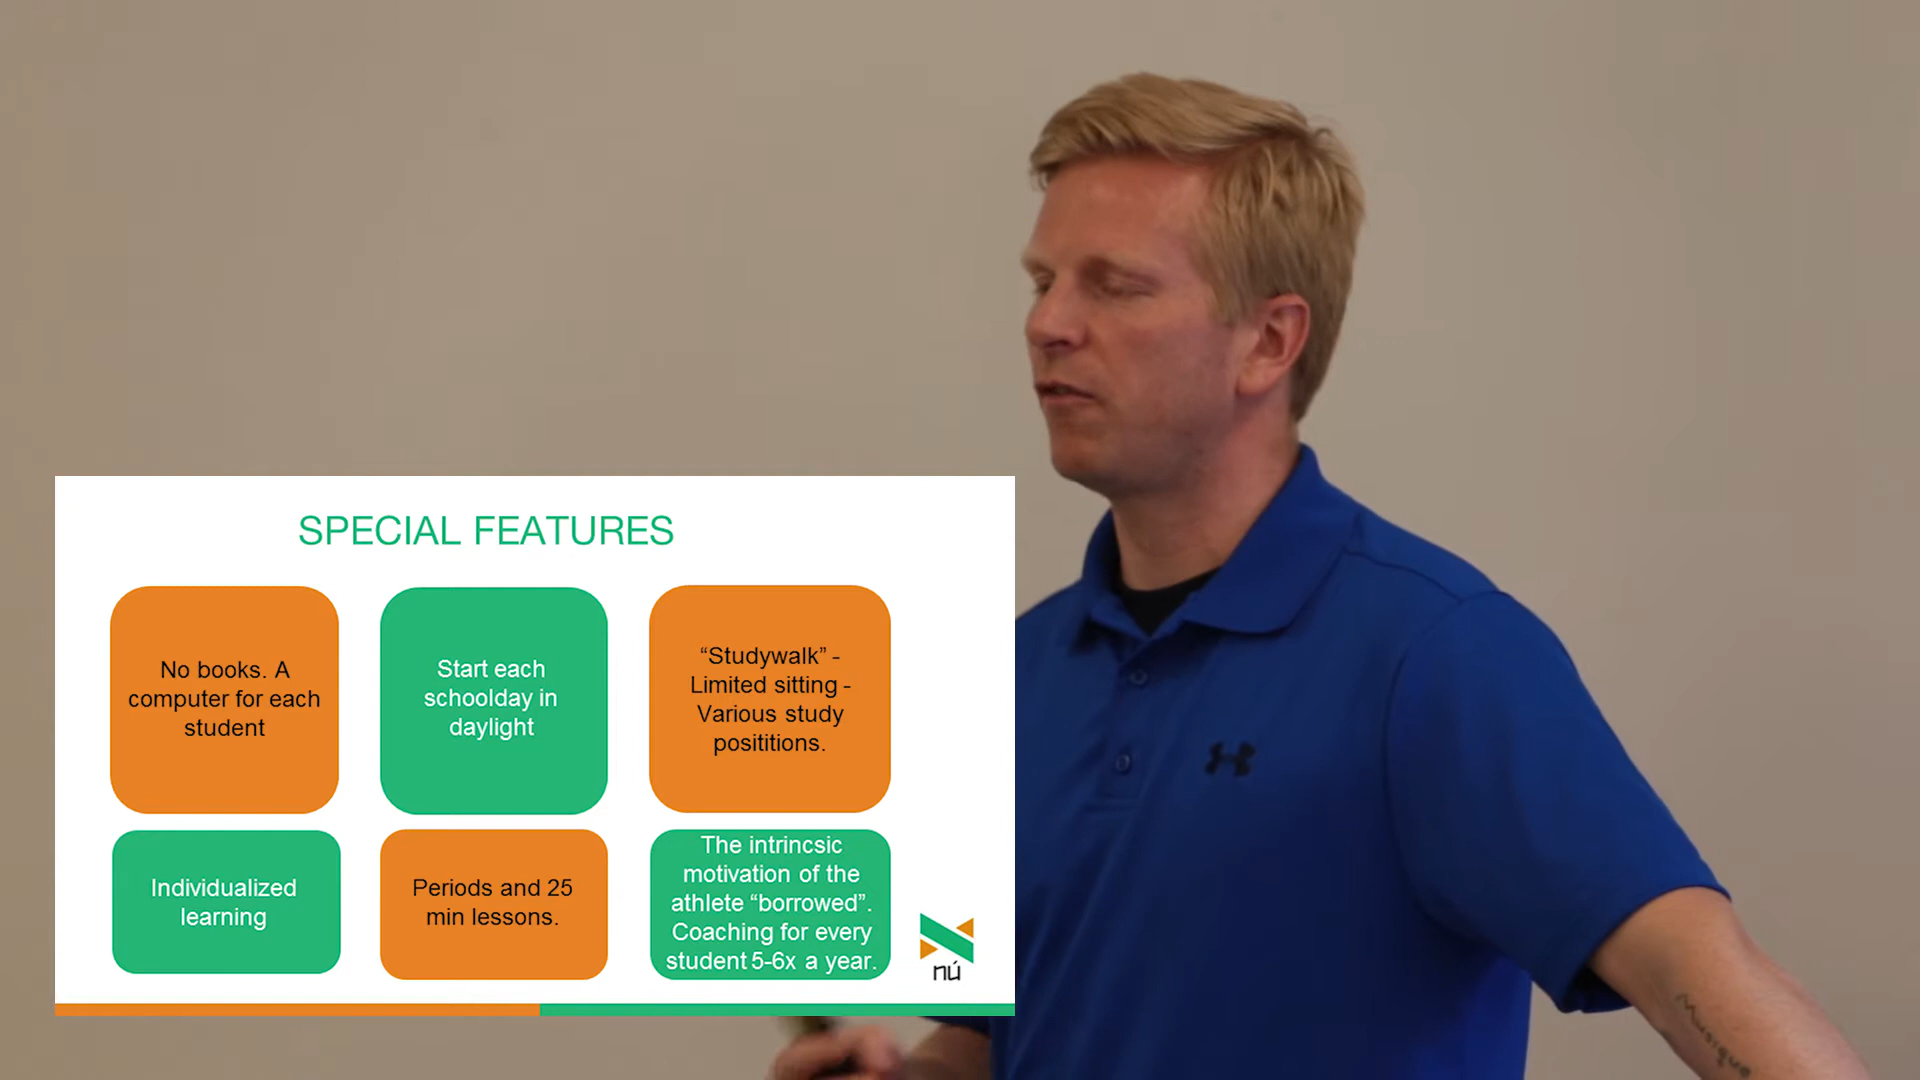 SPECIAL FEATURES
No books. A
computer for each
student
Start each
schoolday in
daylight
“Studywalk” -
Limited sitting -
Various study
posititions.
Individualized
learning
Periods and 25
min lessons.
The intrincsic
motivation of the
athlete “borrowed”.
Coaching for every
student 5-6x a year.
nú
Musique